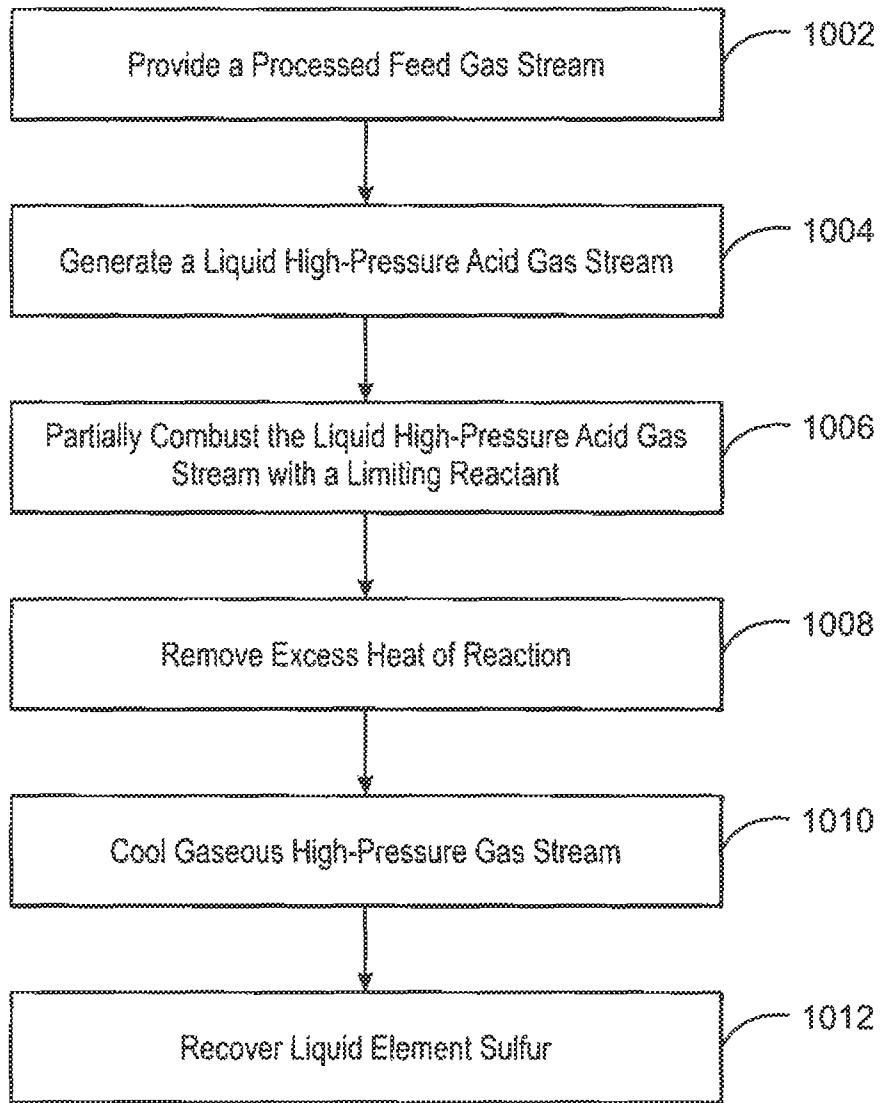 Provide a Processed Feed Gas Stream
1002
Generate a Liquid High-Pressure Acid Gas Stream
1004
Partially Combust the Liquid High-Pressure Acid Gas
Stream with a Limiting Reactant
1006
Remove Excess Heat of Reaction
1008
Cool Gaseous High-Pressure Gas Stream
1010
Recover Liquid Element Sulfur
1012